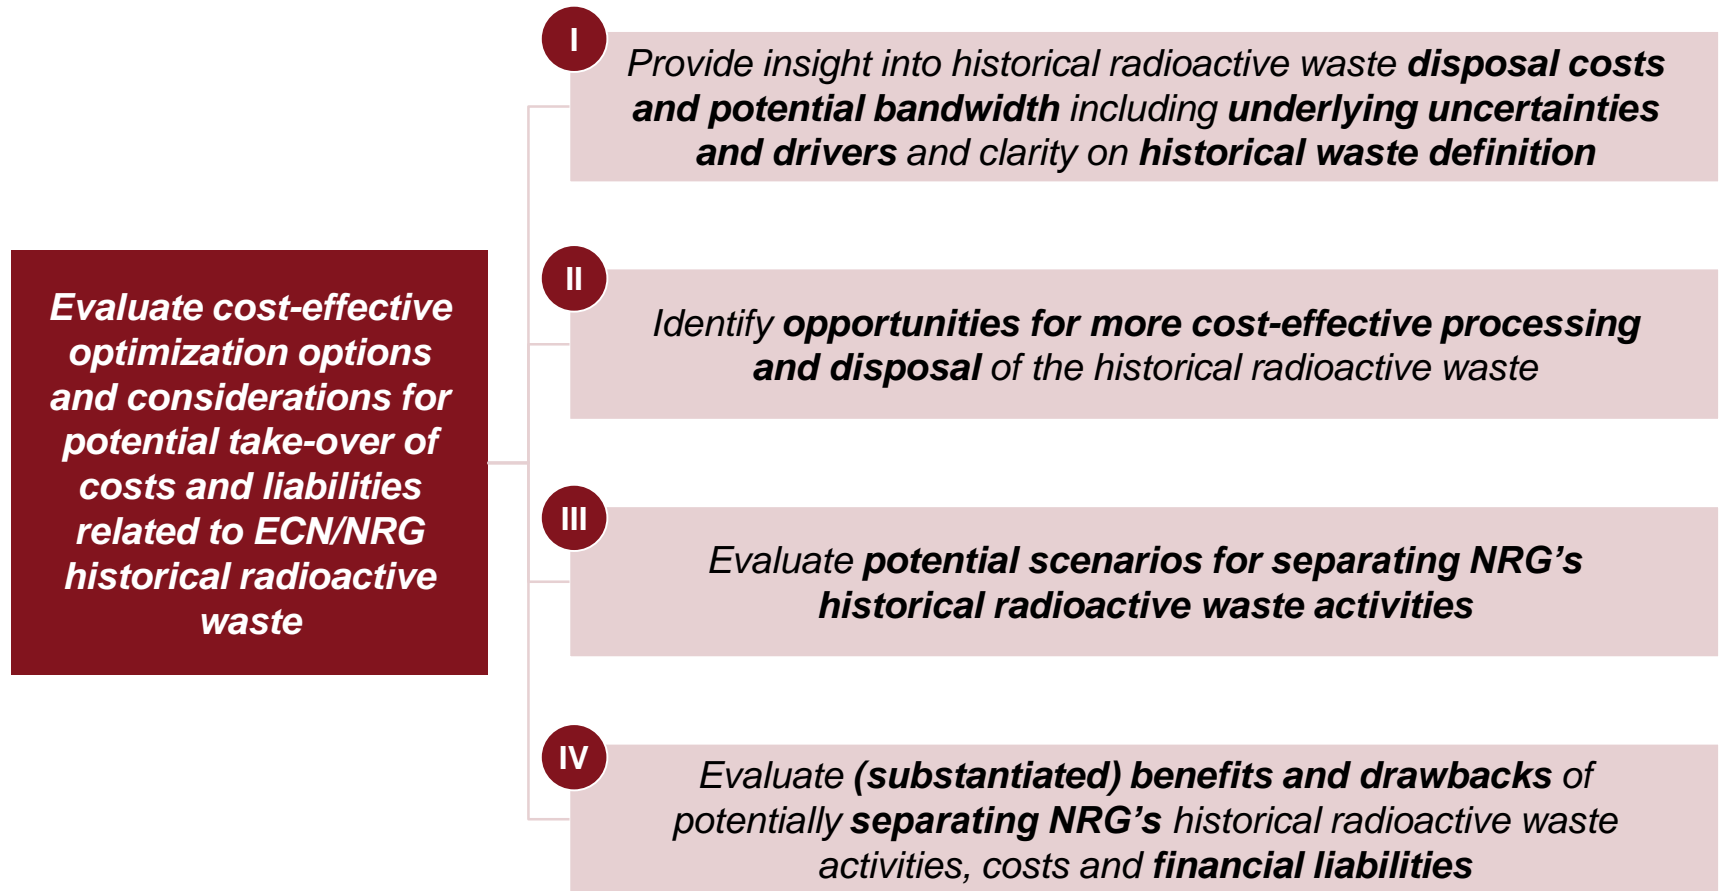 Evaluate cost-effective
optimization options
and considerations for
potential take-over of
costs and liabilities
related to ECN/NRG
historical radioactive
waste
I
Provide insight into historical radioactive waste disposal costs
and potential bandwidth including underlying uncertainties
and drivers and clarity on historical waste definition
II
Identify opportunities for more cost-effective processing
and disposal of the historical radioactive waste
III
Evaluate potential scenarios for separating NRG’s
historical radioactive waste activities
IV
Evaluate (substantiated) benefits and drawbacks of
potentially separating NRG’s historical radioactive waste
activities, costs and financial liabilities